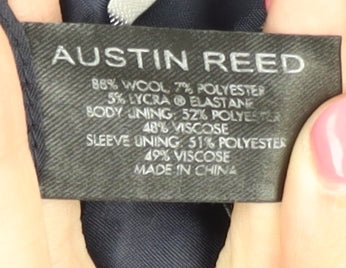 AUSTIN REED
88% WOOL, 7% POLYESTER
5% LYCRA ® ELASTANE
BODY LINING: 52% POLYESTER
48% VISCOSE
SLEEVE LINING: 51% POLYESTER
49% VISCOSE
MADE IN CHINA